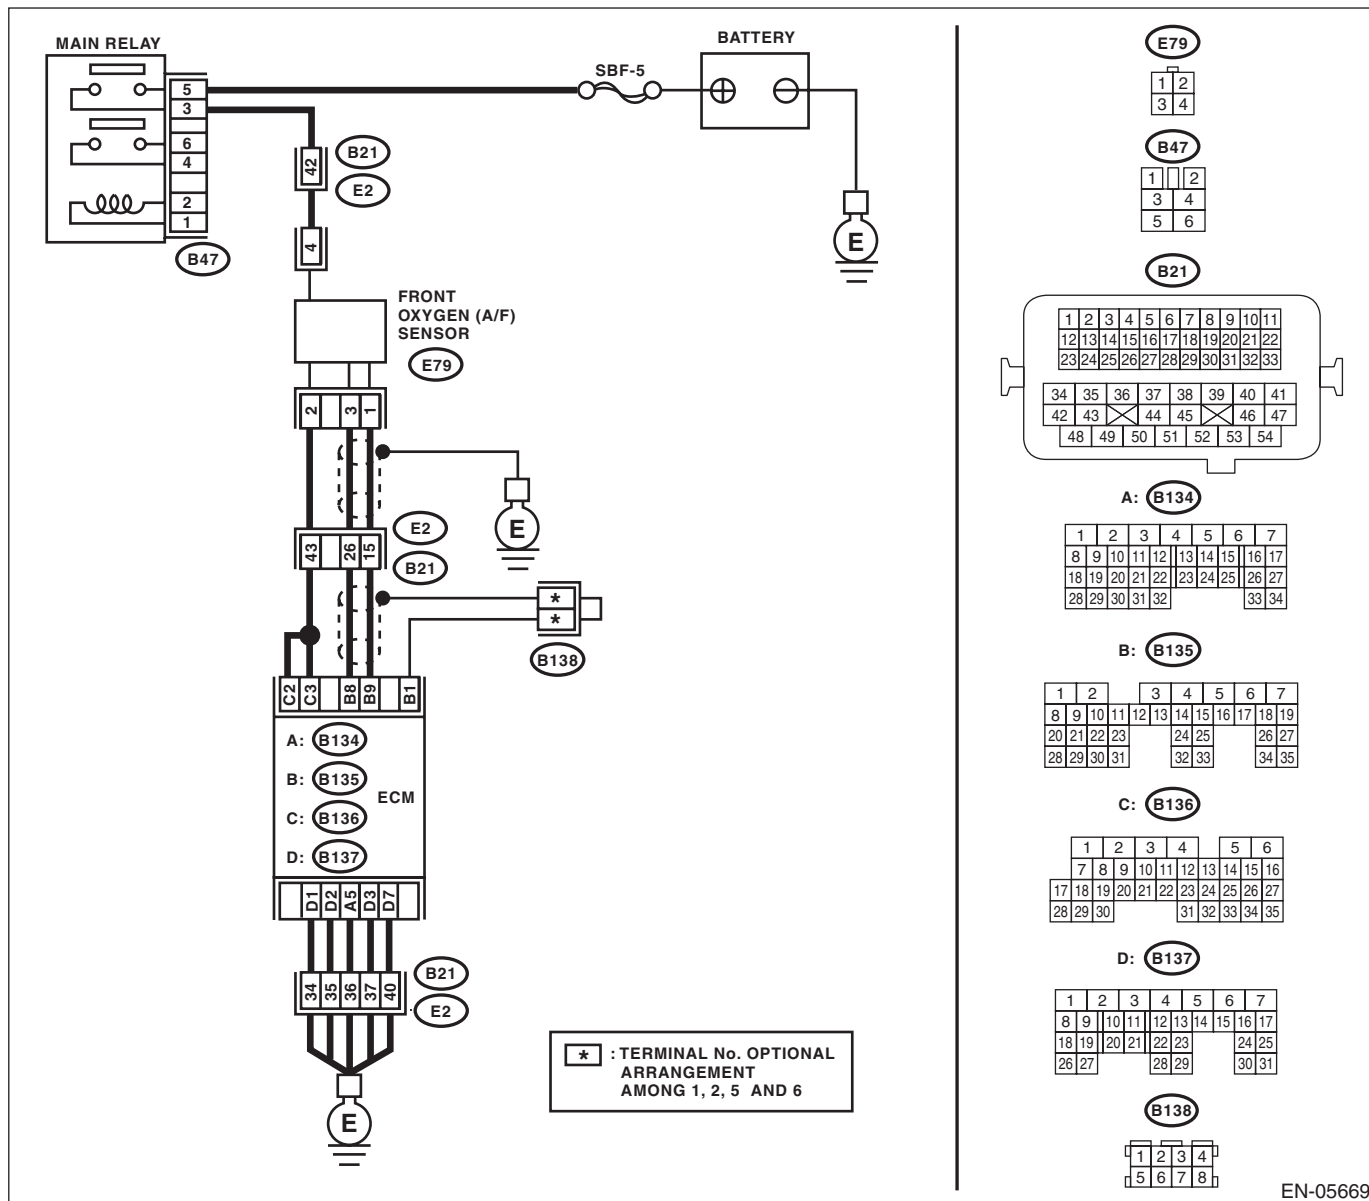 MAIN RELAY
5
3
6
4
2
1
B47
SBF-5
BATTERY
E
42
B21
E2
4
FRONT
OXYGEN (A/F)
SENSOR
E79
2 3 1
E
43 26 15
E2
B21
*
*
B138
C2 C3 B8 B9 B1
A: B134
B: B135
C: B136
D: B137
ECM
D1 D2 A5 D3 D7
34 35 36 37 40
B21
E2
E
* : TERMINAL No. OPTIONAL
ARRANGEMENT
AMONG 1, 2, 5 AND 6
E79
1 2
3 4
B47
1 2
3 4
5 6
B21
1 2 3 4 5 6 7 8 9 10 11
12 13 14 15 16 17 18 19 20 21 22
23 24 25 26 27 28 29 30 31 32 33
34 35 36 37 38 39 40 41
42 43 44 45 46 47
48 49 50 51 52 53 54
A: B134
1 2 3 4 5 6 7
8 9 10 11 12 13 14 15 16 17
18 19 20 21 22 23 24 25 26 27
28 29 30 31 32 33 34
B: B135
1 2 3 4 5 6 7
8 9 10 11 12 13 14 15 16 17 18 19
20 21 22 23 24 25 26 27
28 29 30 31 32 33 34 35
C: B136
1 2 3 4 5 6
7 8 9 10 11 12 13 14 15 16
17 18 19 20 21 22 23 24 25 26 27
28 29 30 31 32 33 34 35
D: B137
1 2 3 4 5 6 7
8 9 10 11 12 13 14 15 16 17
18 19 20 21 22 23 24 25
26 27 28 29 30 31
B138
1 2 3 4
5 6 7 8
EN-05669